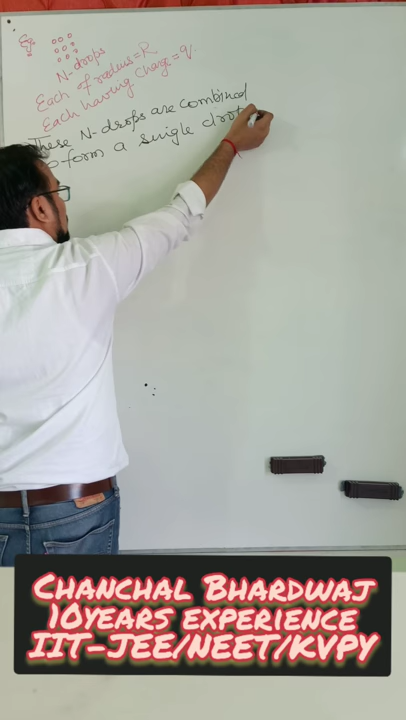 Eg:
N-drops
Each of radius=R
Each having Charge=q.
These N-drops are combined
to form a single drop
CHANCHAL BHARDWAJ
10YEARS EXPERIENCE
IIT-JEE/NEET/KVPY